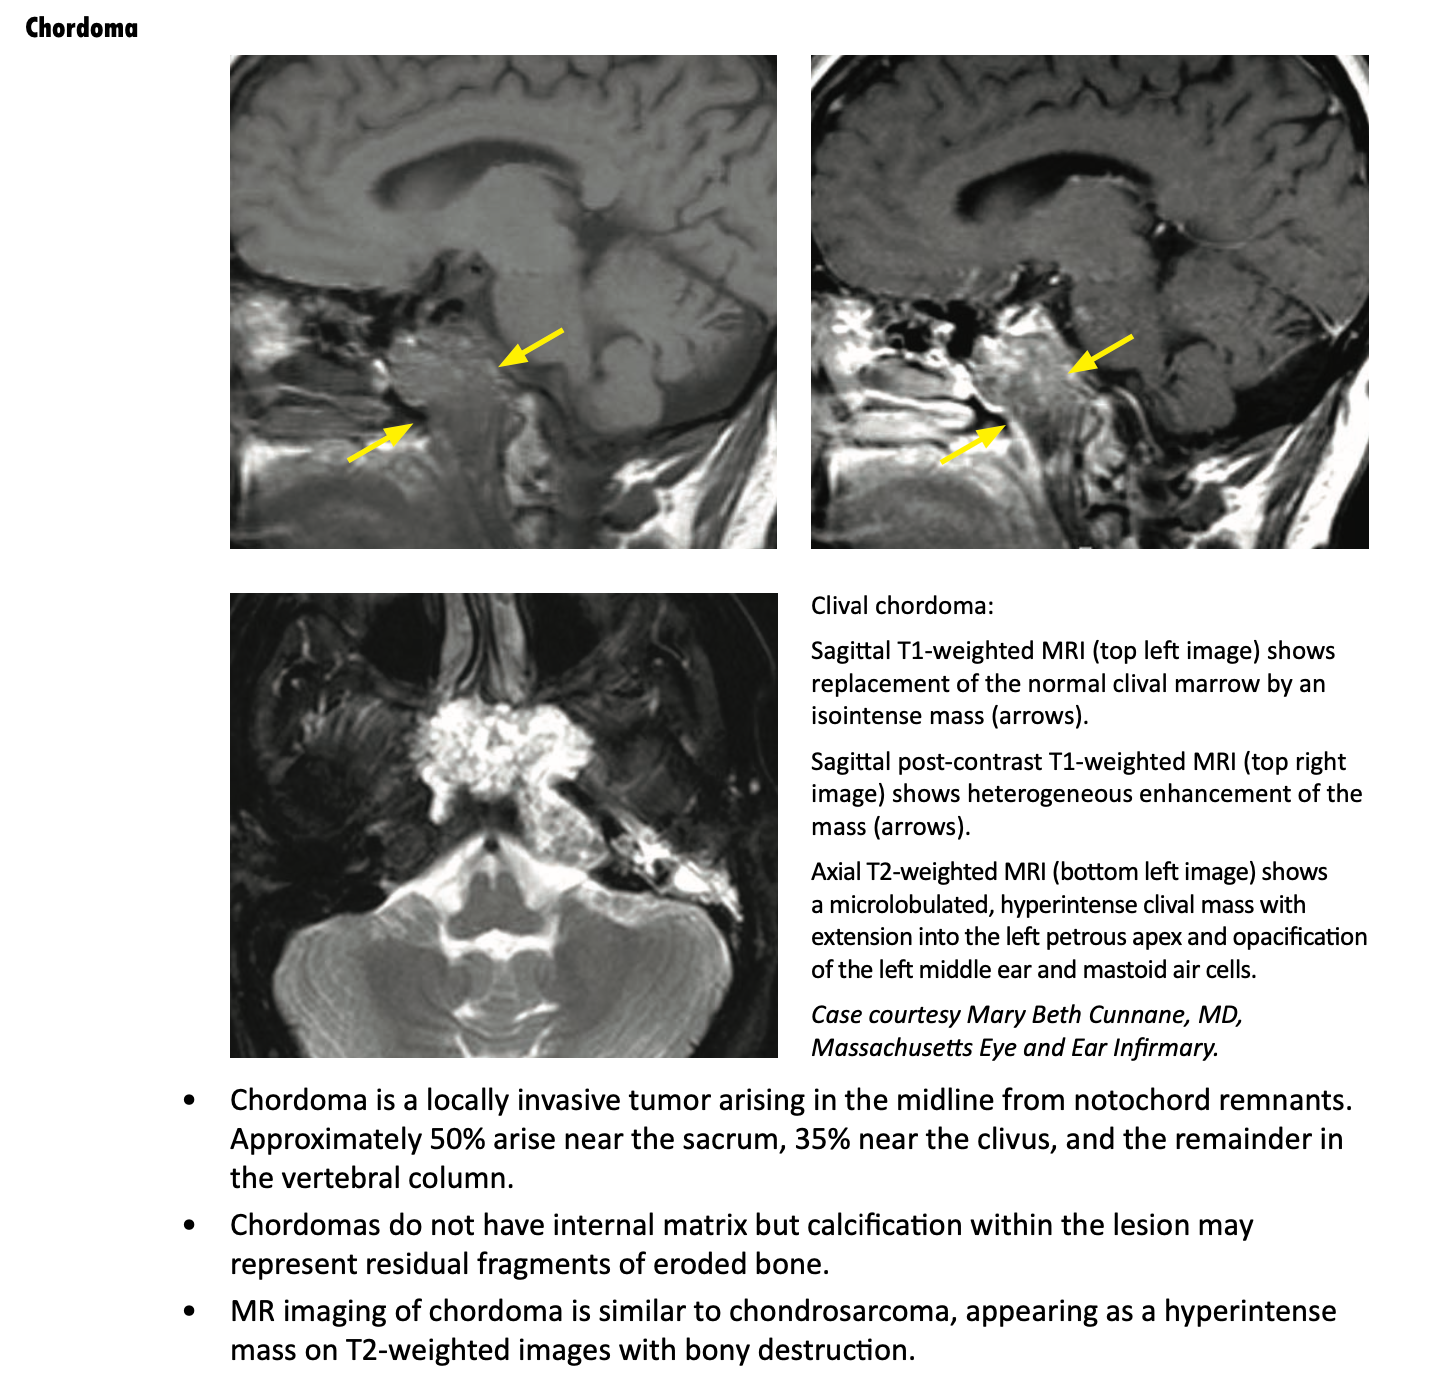 Chordoma
Clival chordoma:
Sagittal T1-weighted MRI (top left image) shows
replacement of the normal clival marrow by an
isointense mass (arrows).
Sagittal post-contrast T1-weighted MRI (top right
image) shows heterogeneous enhancement of the
mass (arrows).
Axial T2-weighted MRI (bottom left image) shows
a microlobulated, hyperintense clival mass with
extension into the left petrous apex and opacification
of the left middle ear and mastoid air cells.
Case courtesy Mary Beth Cunnane, MD,
Massachusetts Eye and Ear Infirmary.
• Chordoma is a locally invasive tumor arising in the midline from notochord remnants.
Approximately 50% arise near the sacrum, 35% near the clivus, and the remainder in
the vertebral column.
• Chordomas do not have internal matrix but calcification within the lesion may
represent residual fragments of eroded bone.
• MR imaging of chordoma is similar to chondrosarcoma, appearing as a hyperintense
mass on T2-weighted images with bony destruction.